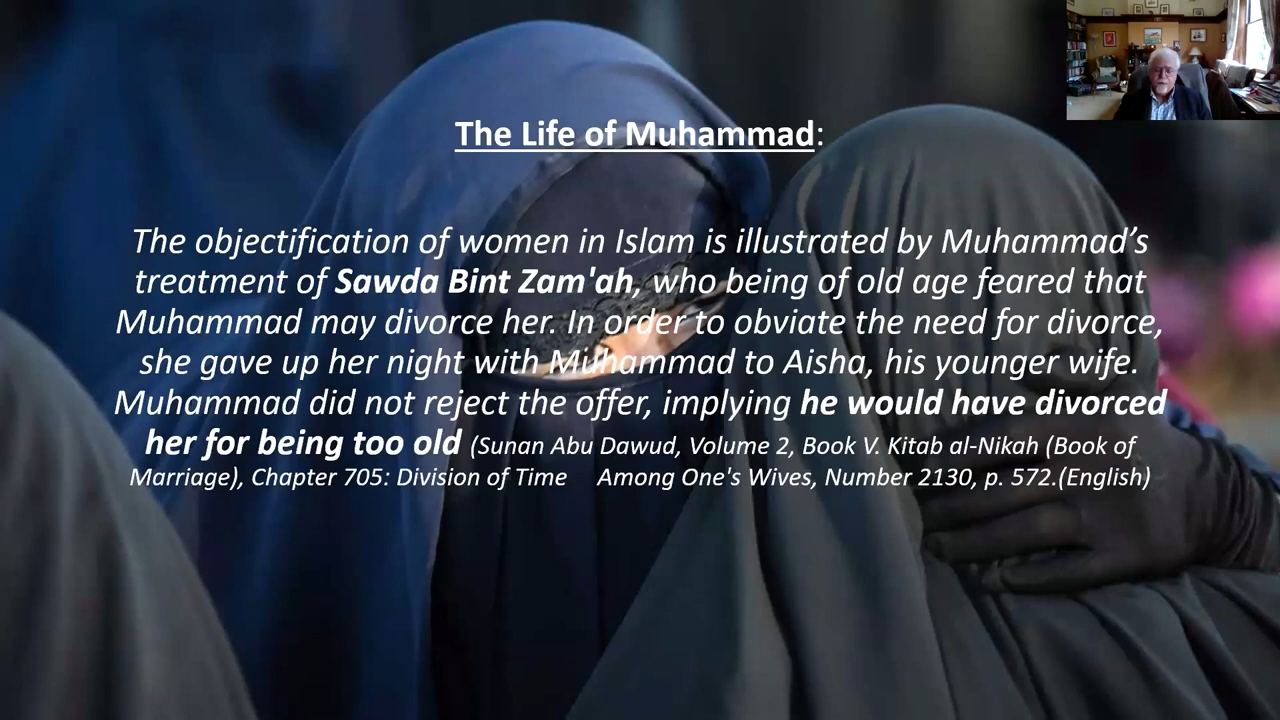 The Life of Muhammad:
The objectification of women in Islam is illustrated by Muhammad's
treatment of Sawda Bint Zam'ah, who being of old age feared that
Muhammad may divorce her. In order to obviate the need for divorce,
she gave up her night with Muhammad to Aisha, his younger wife.
Muhammad did not reject the offer, implying he would have divorced
her for being too old (Sunan Abu Dawud, Volume 2, Book V. Kitab al-Nikah (Book of
Marriage), Chapter 705: Division of Time Among One's Wives, Number 2130, p. 572.(English)